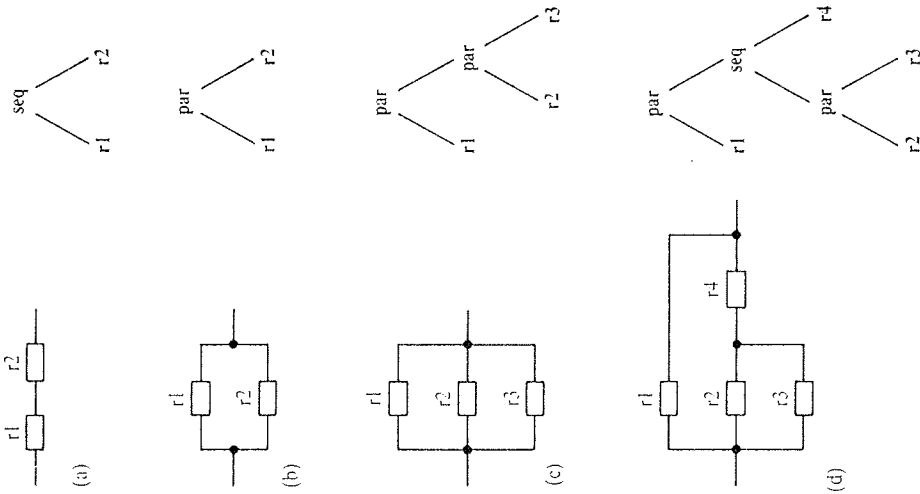 r1 r2
(a)
seq
r1 r2
r1
r2
(b)
par
r1 r2
r1
r2
r3
(c)
par
r1 par
r2 r3
r1 r4
r2
r3
(d)
par
r1 seq
par r4
r2 r3